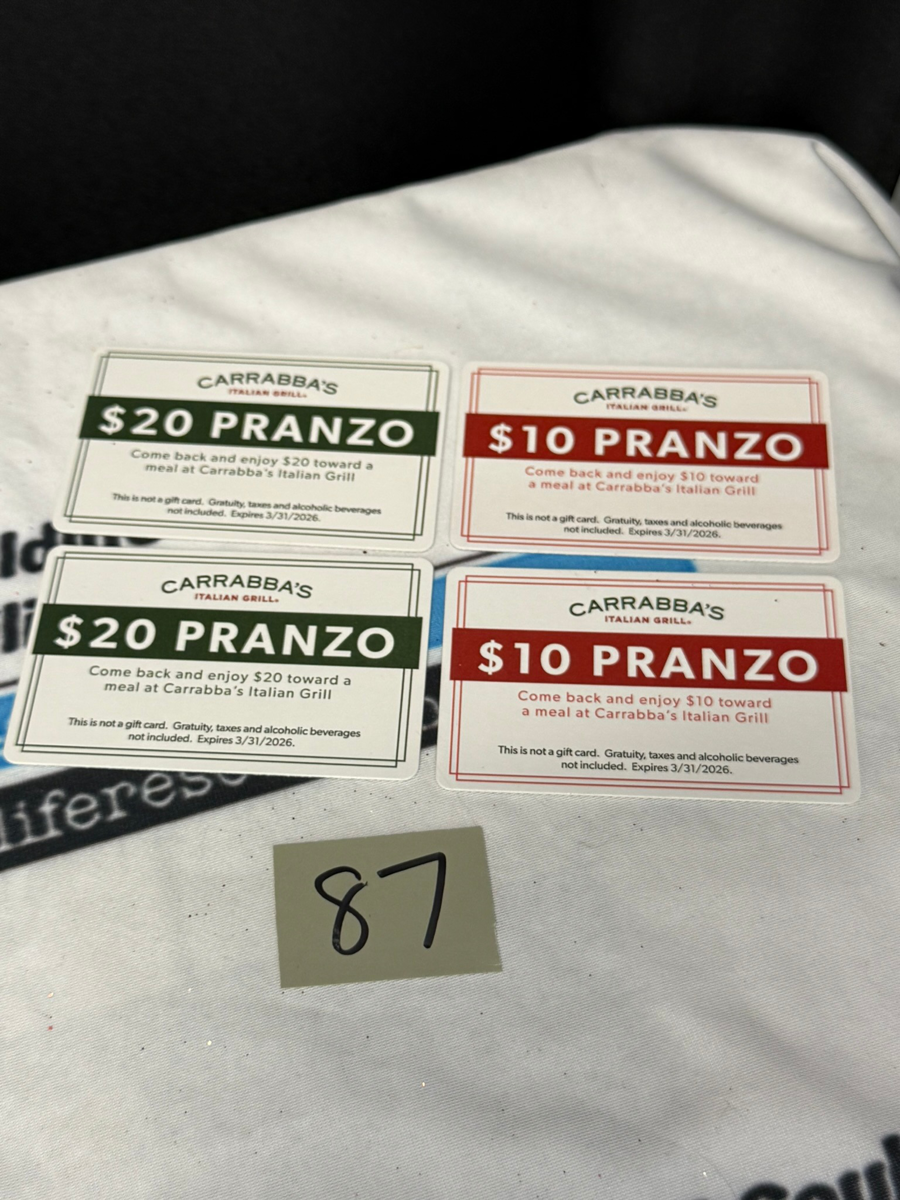 CARRABBA'S
ITALIAN GRILL®
$20 PRANZO
Come back and enjoy $20 toward a
meal at Carrabba's Italian Grill
This is not a gift card. Gratuity, taxes and alcoholic beverages
not included. Expires 3/31/2026.
CARRABBA'S
ITALIAN GRILL®
$10 PRANZO
Come back and enjoy $10 toward
a meal at Carrabba's Italian Grill
This is not a gift card. Gratuity, taxes and alcoholic beverages
not included. Expires 3/31/2026.
CARRABBA'S
ITALIAN GRILL®
$20 PRANZO
Come back and enjoy $20 toward a
meal at Carrabba's Italian Grill
This is not a gift card. Gratuity, taxes and alcoholic beverages
not included. Expires 3/31/2026.
CARRABBA'S
ITALIAN GRILL®
$10 PRANZO
Come back and enjoy $10 toward
a meal at Carrabba's Italian Grill
This is not a gift card. Gratuity, taxes and alcoholic beverages
not included. Expires 3/31/2026.
87